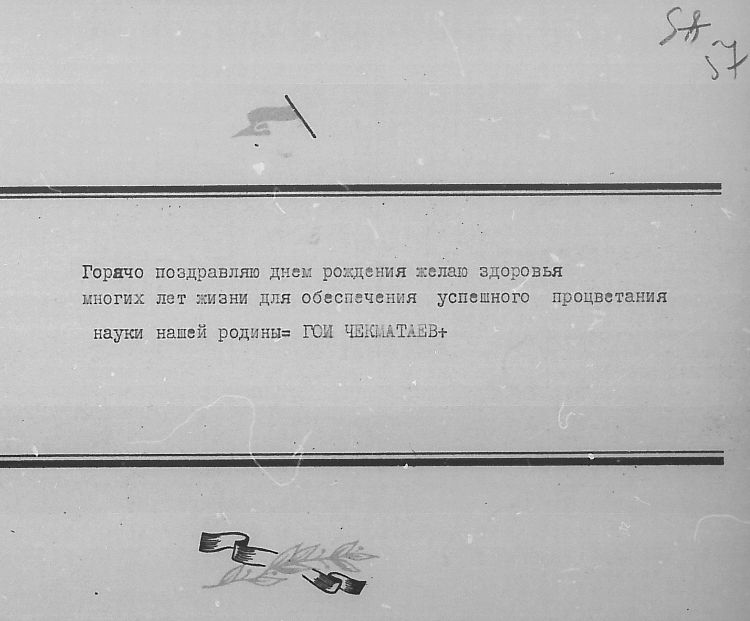 57
Горячо поздравляю днем рождения желаю здоровья
многих лет жизни для обеспечения успешного процветания
науки нашей родины= ГОИ ЧЕКМАТАЕВ+